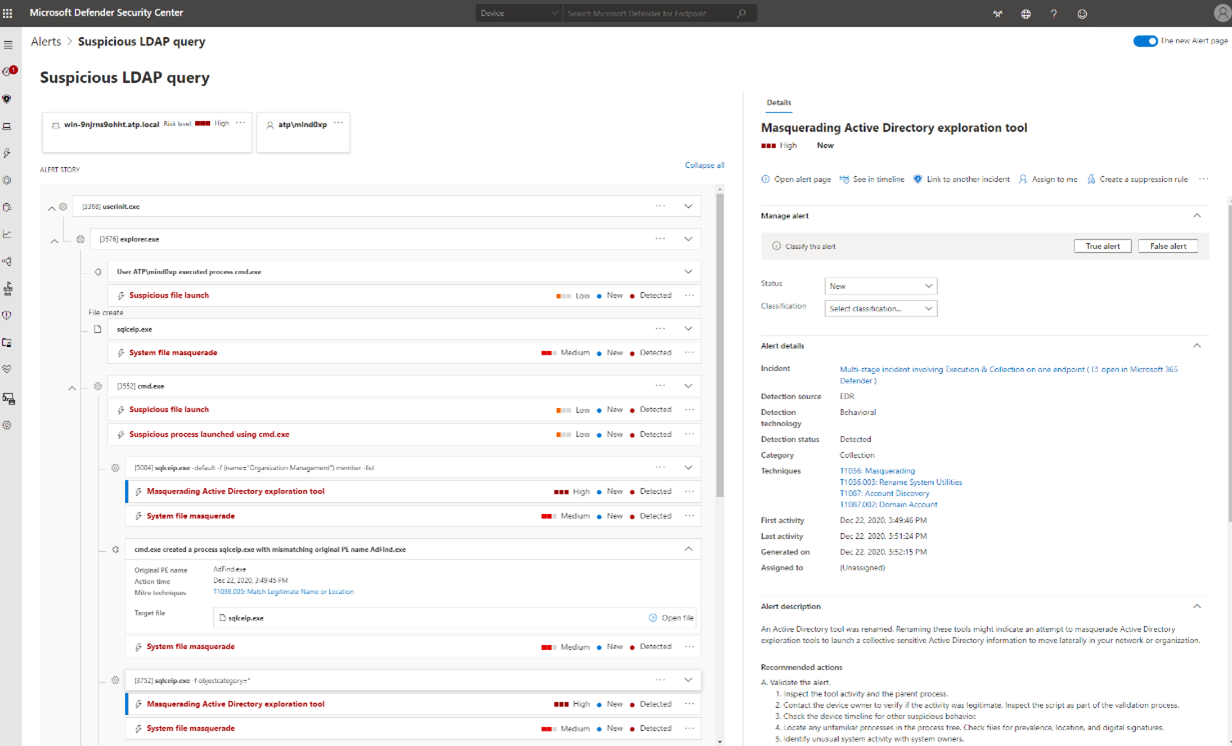 Microsoft Defender Security Center
Device
Search Microsoft Defender for Endpoint
Alerts > Suspicious LDAP query
The new Alert page
Suspicious LDAP query
win-9njrns9ohht.atp.local Risk level High ...
atp\mind0xp ...
ALERT STORY
Collapse all
[3368] userinit.exe ...
[3576] explorer.exe ...
User ATP\mind0xp executed process cmd.exe
Suspicious file launch Low New Detected ...
File create
sqlceip.exe ...
System file masquerade Medium New Detected ...
[3552] cmd.exe ...
Suspicious file launch Low New Detected ...
Suspicious process launched using cmd.exe Low New Detected ...
[5004] sqlceip.exe -default -f (name="Organization Management") member -list ...
Masquerading Active Directory exploration tool High New Detected ...
System file masquerade Medium New Detected ...
cmd.exe created a process sqlceip.exe with mismatching original PE name AdFind.exe
Original PE name AdFind.exe
Action time Dec 22, 2020, 3:49:45 PM
Mitre techniques T1036.005: Match Legitimate Name or Location
Target file sqlceip.exe Open file
System file masquerade Medium New Detected ...
[3752] sqlceip.exe -f objectcategory=* ...
Masquerading Active Directory exploration tool High New Detected ...
System file masquerade Medium New Detected ...
Details
Masquerading Active Directory exploration tool
High New
Open alert page See in timeline Link to another incident Assign to me Create a suppression rule ...
Manage alert
Classify this alert True alert False alert
Status New
Classification Select classification...
Alert details
Incident Multi-stage incident involving Execution & Collection on one endpoint ( open in Microsoft 365
Defender )
Detection source EDR
Detection Behavioral
technology
Detection status Detected
Category Collection
Techniques T1036: Masquerading
T1036.003: Rename System Utilities
T1087: Account Discovery
T1087.002: Domain Account
First activity Dec 22, 2020, 3:49:46 PM
Last activity Dec 22, 2020, 3:51:24 PM
Generated on Dec 22, 2020, 3:52:15 PM
Assigned to (Unassigned)
Alert description
An Active Directory tool was renamed. Renaming these tools might indicate an attempt to masquerade Active Directory
exploration tools to launch a collective sensitive Active Directory information to move laterally in your network or organization.
Recommended actions
A. Validate the alert.
1. Inspect the tool activity and the parent process.
2. Contact the device owner to verify if the activity was legitimate. Inspect the script as part of the validation process.
3. Check the device timeline for other suspicious behavior.
4. Locate any unfamiliar processes in the process tree. Check files for prevalence, location, and digital signatures.
5. Identify unusual system activity with system owners.